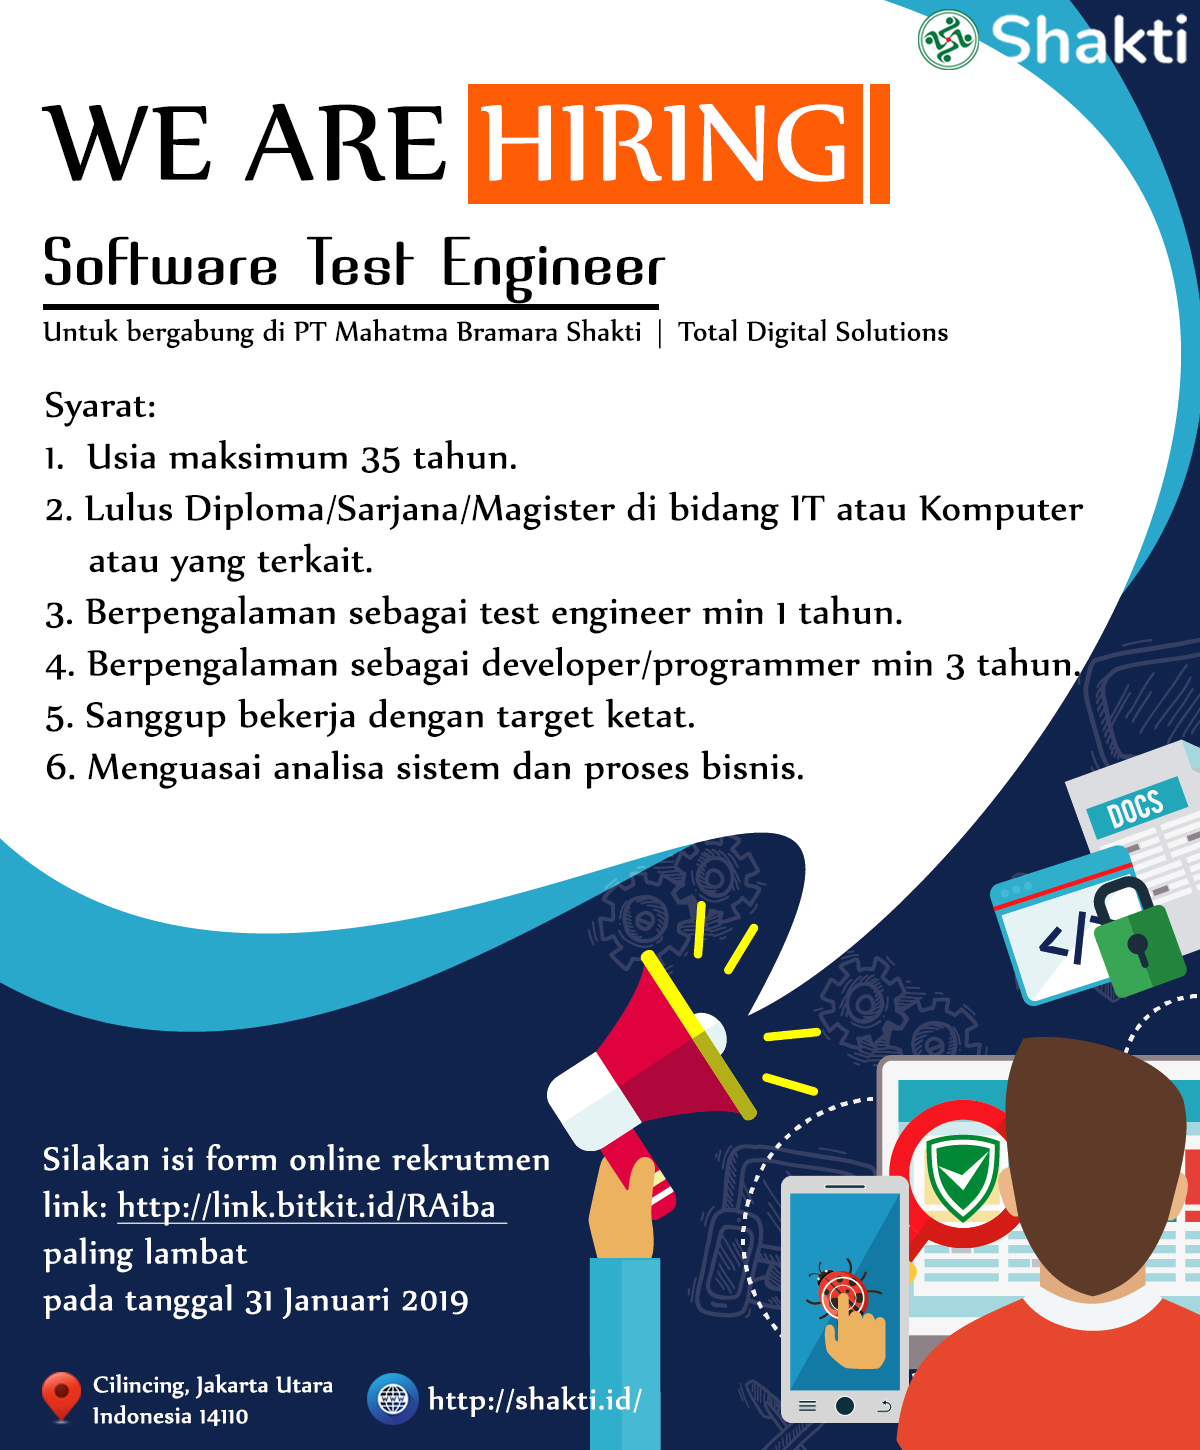 Shakti
WE ARE HIRING
Software Test Engineer
Untuk bergabung di PT Mahatma Bramara Shakti | Total Digital Solutions
Syarat:
1. Usia maksimum 35 tahun.
2. Lulus Diploma/Sarjana/Magister di bidang IT atau Komputer
atau yang terkait.
3. Berpengalaman sebagai test engineer min 1 tahun.
4. Berpengalaman sebagai developer/programmer min 3 tahun.
5. Sanggup bekerja dengan target ketat.
6. Menguasai analisa sistem dan proses bisnis.
DOCS
</>
Silakan isi form online rekrutmen
link: http://link.bitkit.id/RAiba
paling lambat
pada tanggal 31 Januari 2019
Cilincing, Jakarta Utara
Indonesia 14110
http://shakti.id/